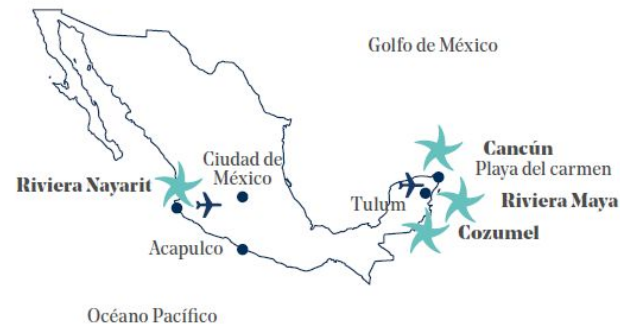 Golfo de México
Cancún
Playa del carmen
Riviera Nayarit
Ciudad de
México
Tulum
Riviera Maya
Cozumel
Acapulco
Océano Pacífico